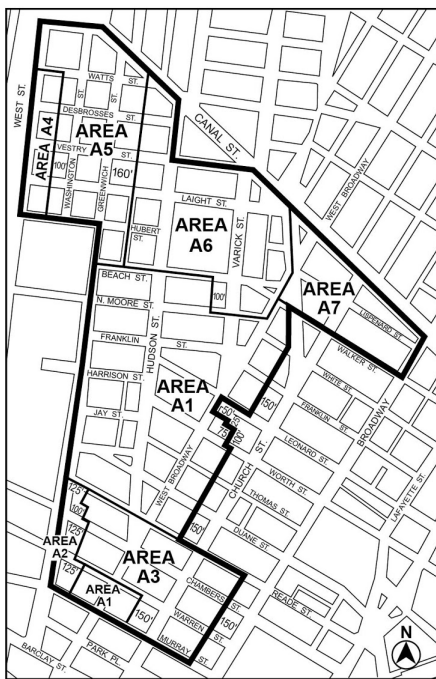 WATTS
ST.
ST.
ST.
WEST ST.
DESBROSSES
ST.
AREA A4
AREA
A5
CANAL ST.
VESTRY
ST.
100'
160'
WASHINGTON
GREENWICH
LAIGHT ST.
WEST BROADWAY
HUBERT
ST.
AREA
A6
VARICK ST.
BEACH ST.
100'
AREA
A7
LISPENARD ST.
N. MOORE ST.
HUDSON ST.
FRANKLIN
ST.
WALKER ST.
HARRISON ST.
AREA
A1
WHITE ST.
BROADWAY
150'
FRANKLIN ST.
JAY ST.
50'
25'
75'
100'
LEONARD ST.
LAFAYETTE ST.
WEST BROADWAY
CHURCH ST.
WORTH ST.
THOMAS ST.
125'
100'
150'
DUANE ST.
125'
AREA
A2
AREA
A3
125'
AREA
A1
CHAMBERS ST.
READE ST.
150'
WARREN ST.
150'
MURRAY ST.
PARK PL.
BARCLAY ST.
N